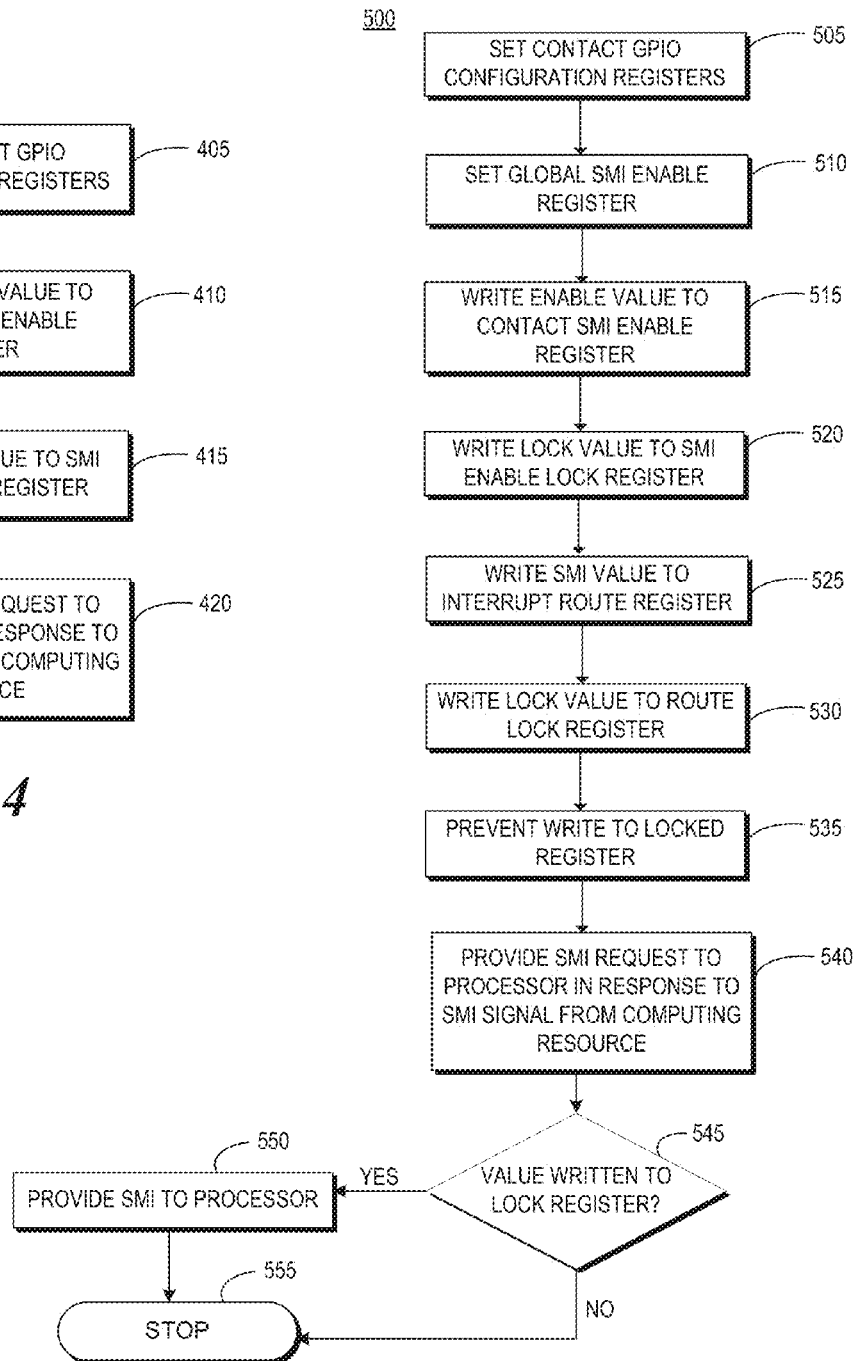 T GPIO
REGISTERS
405
VALUE TO
ENABLE
ER
410
UE TO SMI
REGISTER
415
QUEST TO
ESPONSE TO
COMPUTING
CE
420
4
500
SET CONTACT GPIO
CONFIGURATION REGISTERS
505
SET GLOBAL SMI ENABLE
REGISTER
510
WRITE ENABLE VALUE TO
CONTACT SMI ENABLE
REGISTER
515
WRITE LOCK VALUE TO SMI
ENABLE LOCK REGISTER
520
WRITE SMI VALUE TO
INTERRUPT ROUTE REGISTER
525
WRITE LOCK VALUE TO ROUTE
LOCK REGISTER
530
PREVENT WRITE TO LOCKED
REGISTER
535
PROVIDE SMI REQUEST TO
PROCESSOR IN RESPONSE TO
SMI SIGNAL FROM COMPUTING
RESOURCE
540
VALUE WRITTEN TO
LOCK REGISTER?
545
YES
550
PROVIDE SMI TO PROCESSOR
NO
555
STOP